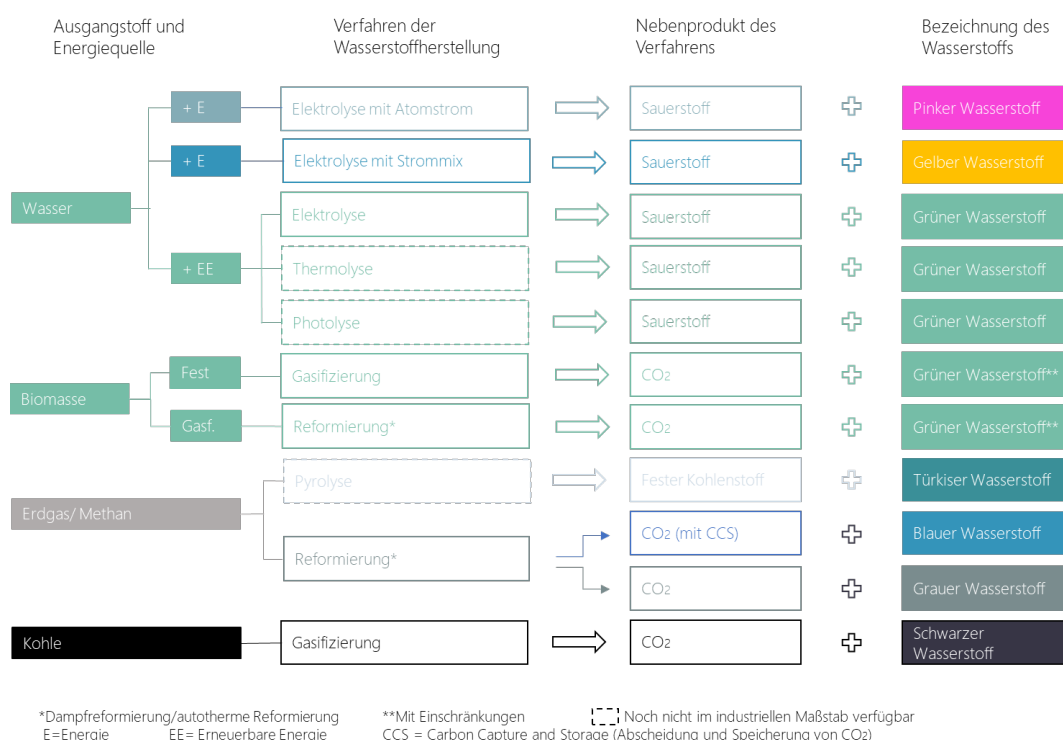 Ausgangstoff und
Energiequelle
Verfahren der
Wasserstoffherstellung
Nebenprodukt des
Verfahrens
Bezeichnung des
Wasserstoffs
+ E
Elektrolyse mit Atomstrom
Sauerstoff
Pinker Wasserstoff
+ E
Elektrolyse mit Strommix
Sauerstoff
Gelber Wasserstoff
Wasser
Elektrolyse
Sauerstoff
Grüner Wasserstoff
+ EE
Thermolyse
Sauerstoff
Grüner Wasserstoff
Photolyse
Sauerstoff
Grüner Wasserstoff
Biomasse
Fest
Gasifizierung
CO2
Grüner Wasserstoff**
Gasf.
Reformierung*
CO2
Grüner Wasserstoff**
Erdgas/ Methan
Pyrolyse
Fester Kohlenstoff
Türkiser Wasserstoff
Reformierung*
CO2 (mit CCS)
Blauer Wasserstoff
CO2
Grauer Wasserstoff
Kohle
Gasifizierung
CO2
Schwarzer
Wasserstoff
*Dampfreformierung/autotherme Reformierung
**Mit Einschränkungen
Noch nicht im industriellen Maßstab verfügbar
E=Energie
EE= Erneuerbare Energie
CCS = Carbon Capture and Storage (Abscheidung und Speicherung von CO2)